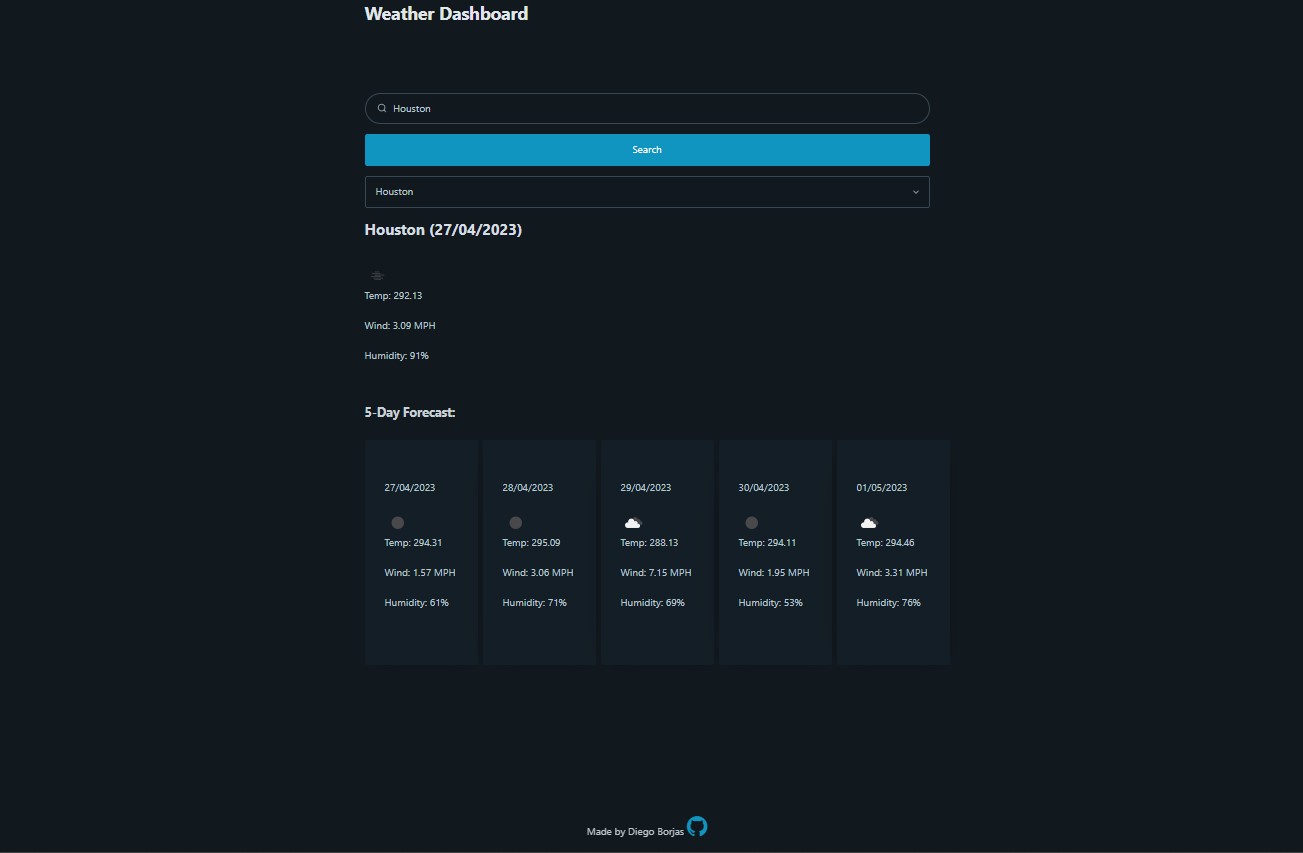 Weather Dashboard
Houston
Search
Houston
Houston (27/04/2023)
Temp: 292.13
Wind: 3.09 MPH
Humidity: 91%
5-Day Forecast:
27/04/2023
Temp: 294.31
Wind: 1.57 MPH
Humidity: 61%
28/04/2023
Temp: 295.09
Wind: 3.06 MPH
Humidity: 71%
29/04/2023
Temp: 288.13
Wind: 7.15 MPH
Humidity: 69%
30/04/2023
Temp: 294.11
Wind: 1.95 MPH
Humidity: 53%
01/05/2023
Temp: 294.46
Wind: 3.31 MPH
Humidity: 76%
Made by Diego Borjas